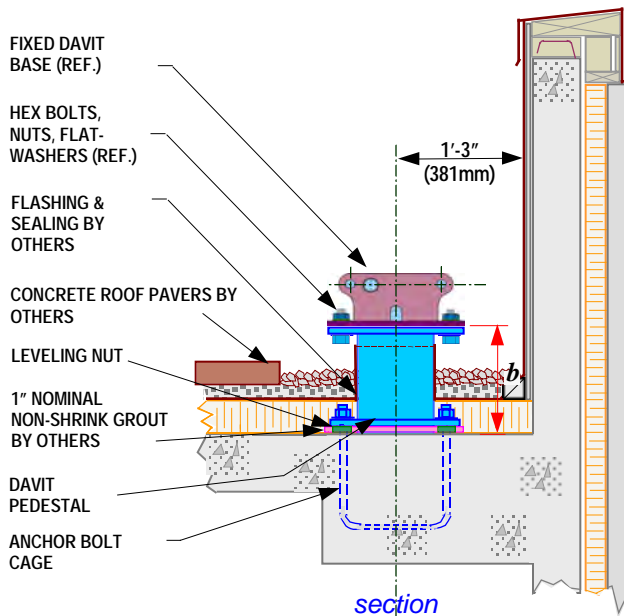 FIXED DAVIT
BASE (REF.)
HEX BOLTS,
NUTS, FLAT-
WASHERS (REF.)
1'-3"
(381mm)
FLASHING &
SEALING BY
OTHERS
CONCRETE ROOF PAVERS BY
OTHERS
LEVELING NUT
b
1" NOMINAL
NON-SHRINK GROUT
BY OTHERS
DAVIT
PEDESTAL
ANCHOR BOLT
CAGE
section